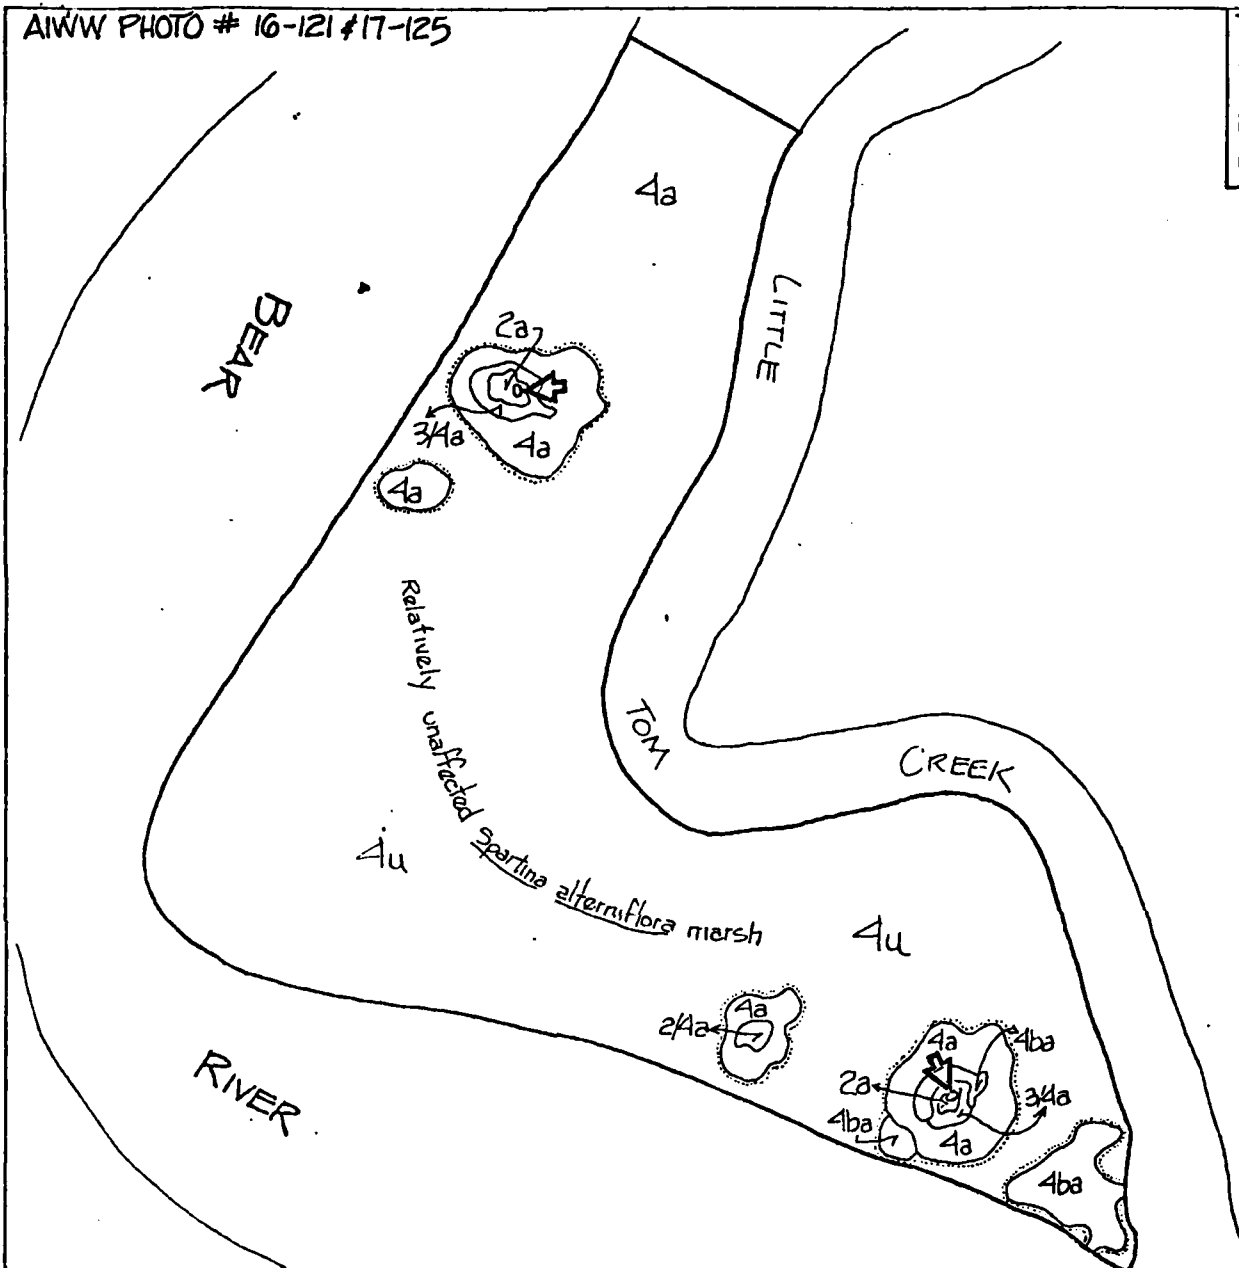 AIWW PHOTO # 16-121 & 17-125
4a
BEAR
LITTLE
2a
3/4a
4a
4a
Relatively unaffected Spartina alterniflora marsh
TOM
CREEK
4u
4u
4a
2/4a
4a
4ba
2a
3/4a
4ba
4a
4ba
RIVER